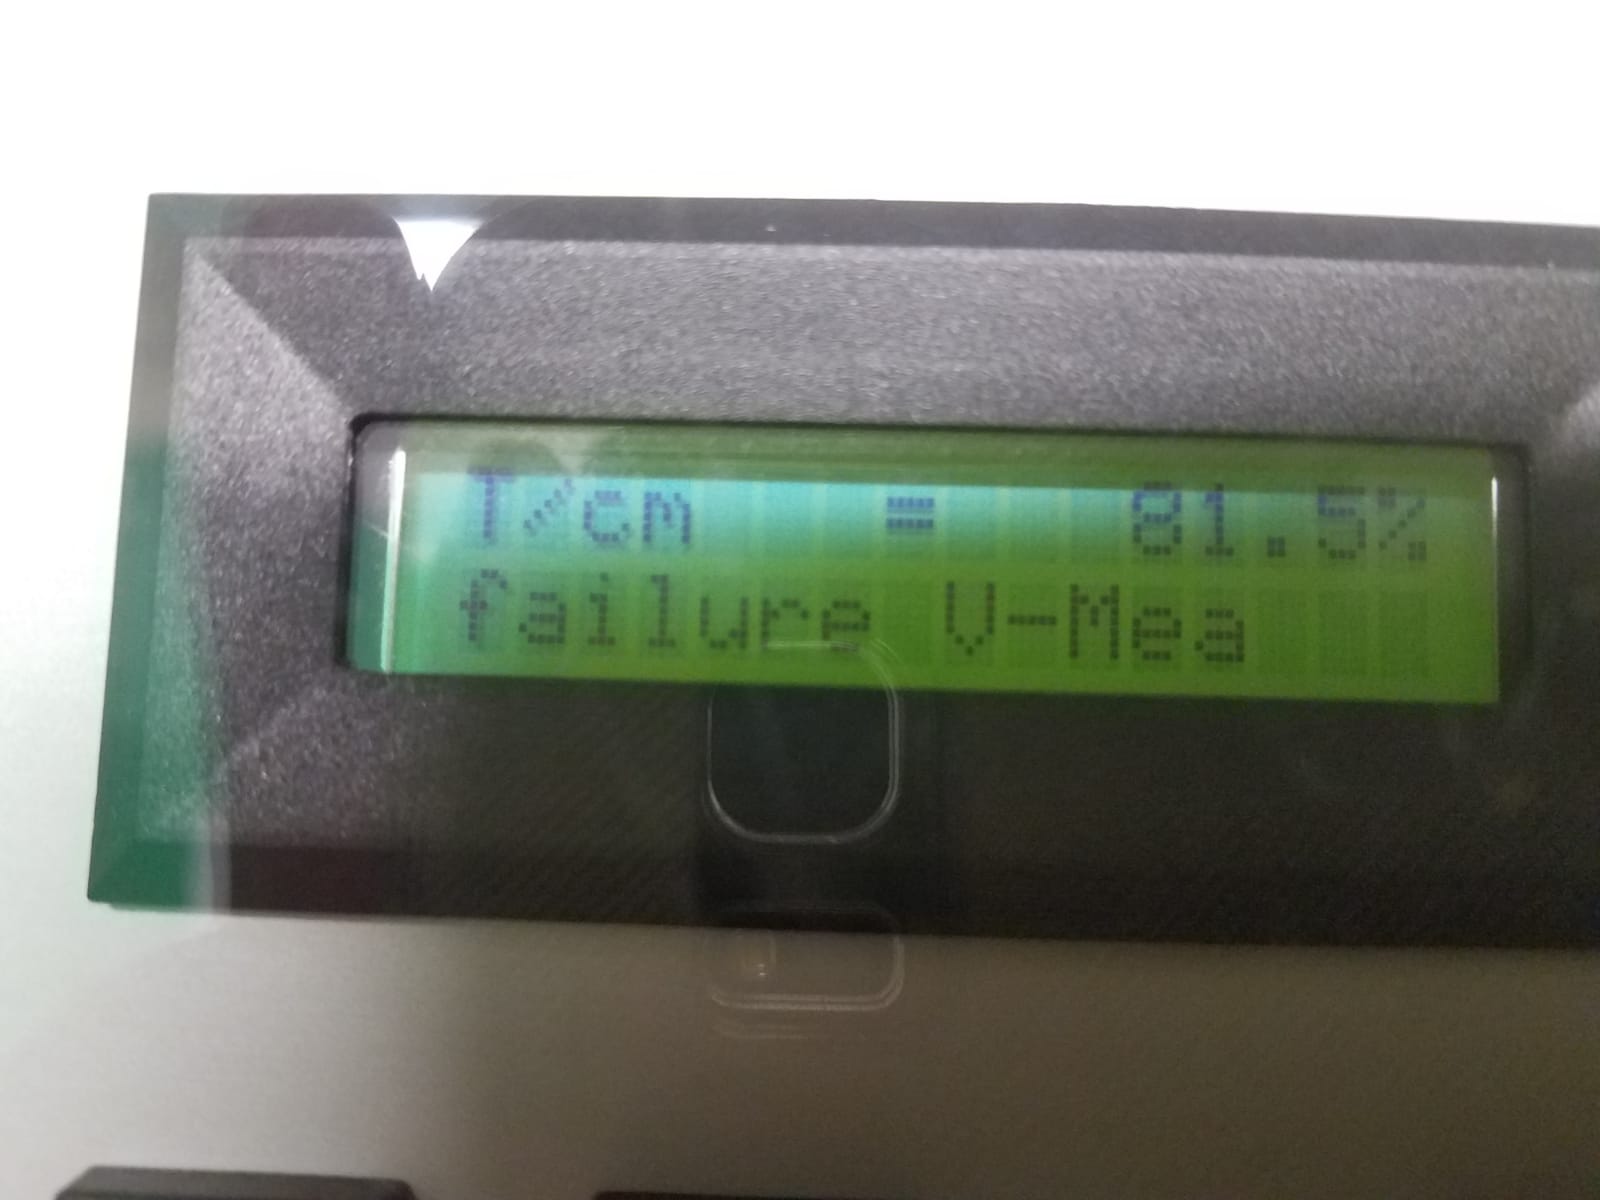 T/cm = 81.5%
failure V-Mea